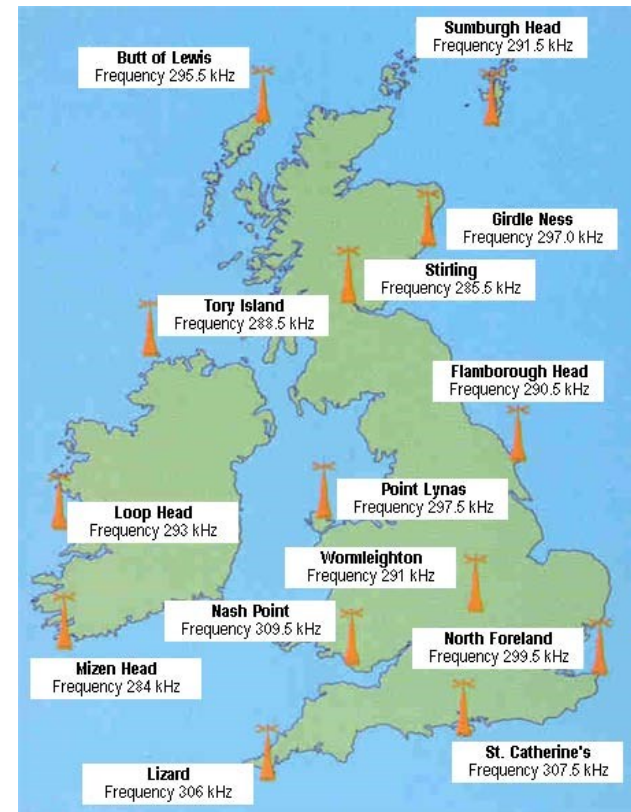 Sumburgh Head
Frequency 291.5 kHz
Butt of Lewis
Frequency 295.5 kHz
Girdle Ness
Frequency 297.0 kHz
Stirling
Frequency 285.5 kHz
Tory Island
Frequency 288.5 kHz
Flamborough Head
Frequency 290.5 kHz
Point Lynas
Frequency 297.5 kHz
Loop Head
Frequency 293 kHz
Wormleighton
Frequency 291 kHz
Nash Point
Frequency 309.5 kHz
North Foreland
Frequency 299.5 kHz
Mizen Head
Frequency 284 kHz
St. Catherine's
Frequency 307.5 kHz
Lizard
Frequency 306 kHz